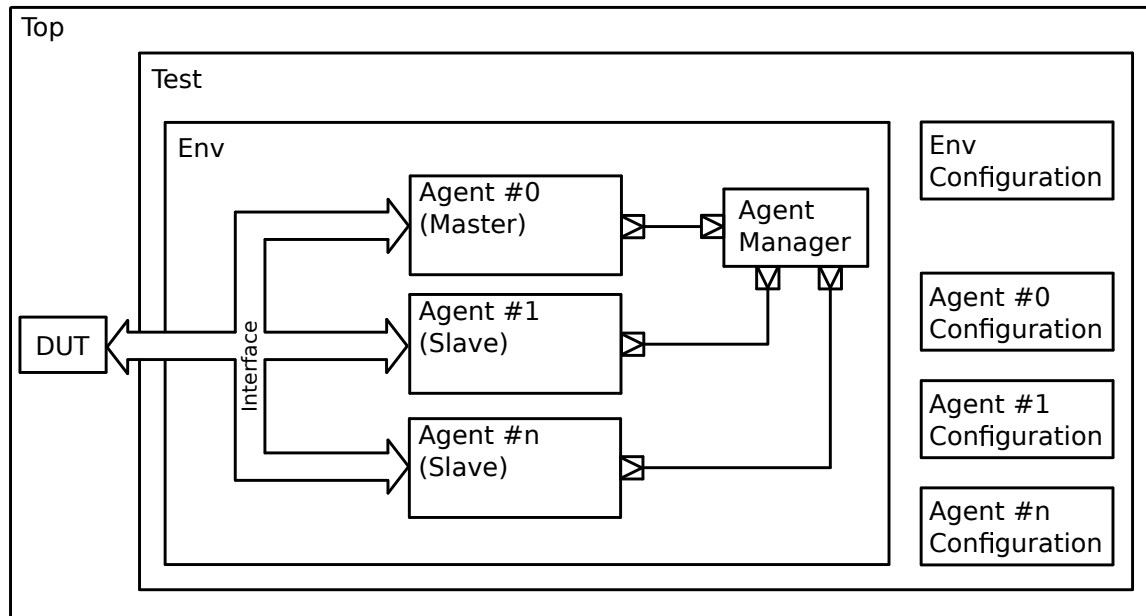 Top
Test
Env
Agent #0
(Master)
Agent
Manager
Env
Configuration
Agent #0
Configuration
Agent #1
(Slave)
DUT
Interface
Agent #1
Configuration
Agent #n
(Slave)
Agent #n
Configuration